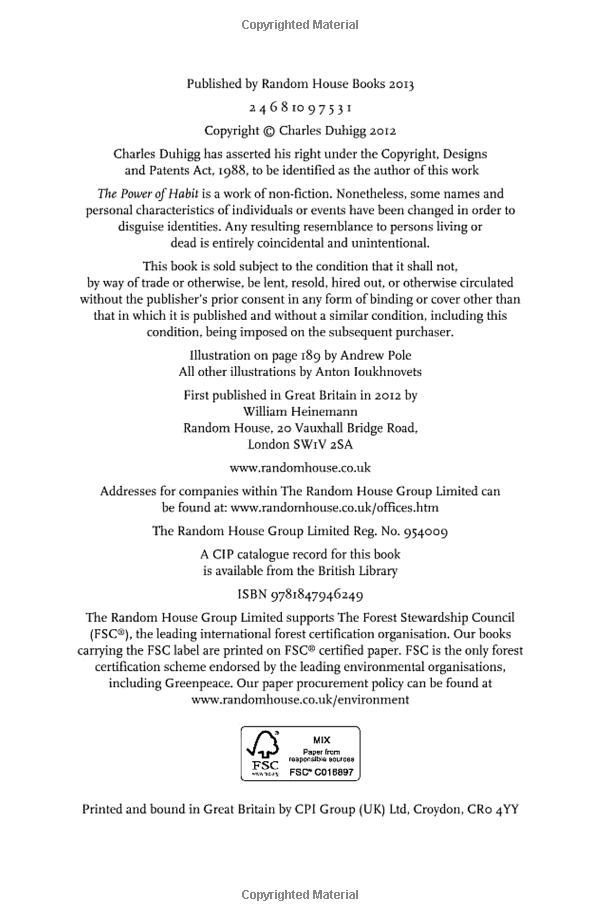 Copyrighted Material
Published by Random House Books 2013
2 4 6 8 10 9 7 5 3 1
Copyright © Charles Duhigg 2012
Charles Duhigg has asserted his right under the Copyright, Designs
and Patents Act, 1988, to be identified as the author of this work
The Power of Habit is a work of non-fiction. Nonetheless, some names and
personal characteristics of individuals or events have been changed in order to
disguise identities. Any resulting resemblance to persons living or
dead is entirely coincidental and unintentional.
This book is sold subject to the condition that it shall not,
by way of trade or otherwise, be lent, resold, hired out, or otherwise circulated
without the publisher's prior consent in any form of binding or cover other than
that in which it is published and without a similar condition, including this
condition, being imposed on the subsequent purchaser.
Illustration on page 189 by Andrew Pole
All other illustrations by Anton Ioukhnovets
First published in Great Britain in 2012 by
William Heinemann
Random House, 20 Vauxhall Bridge Road,
London SW1V 2SA
www.randomhouse.co.uk
Addresses for companies within The Random House Group Limited can
be found at: www.randomhouse.co.uk/offices.htm
The Random House Group Limited Reg. No. 954009
A CIP catalogue record for this book
is available from the British Library
ISBN 9781847946249
The Random House Group Limited supports The Forest Stewardship Council
(FSC®), the leading international forest certification organisation. Our books
carrying the FSC label are printed on FSC® certified paper. FSC is the only forest
certification scheme endorsed by the leading environmental organisations,
including Greenpeace. Our paper procurement policy can be found at
www.randomhouse.co.uk/environment
FSC
MIX
Paper from
responsible sources
FSC® C016897
Printed and bound in Great Britain by CPI Group (UK) Ltd, Croydon, CR0 4YY
Copyrighted Material